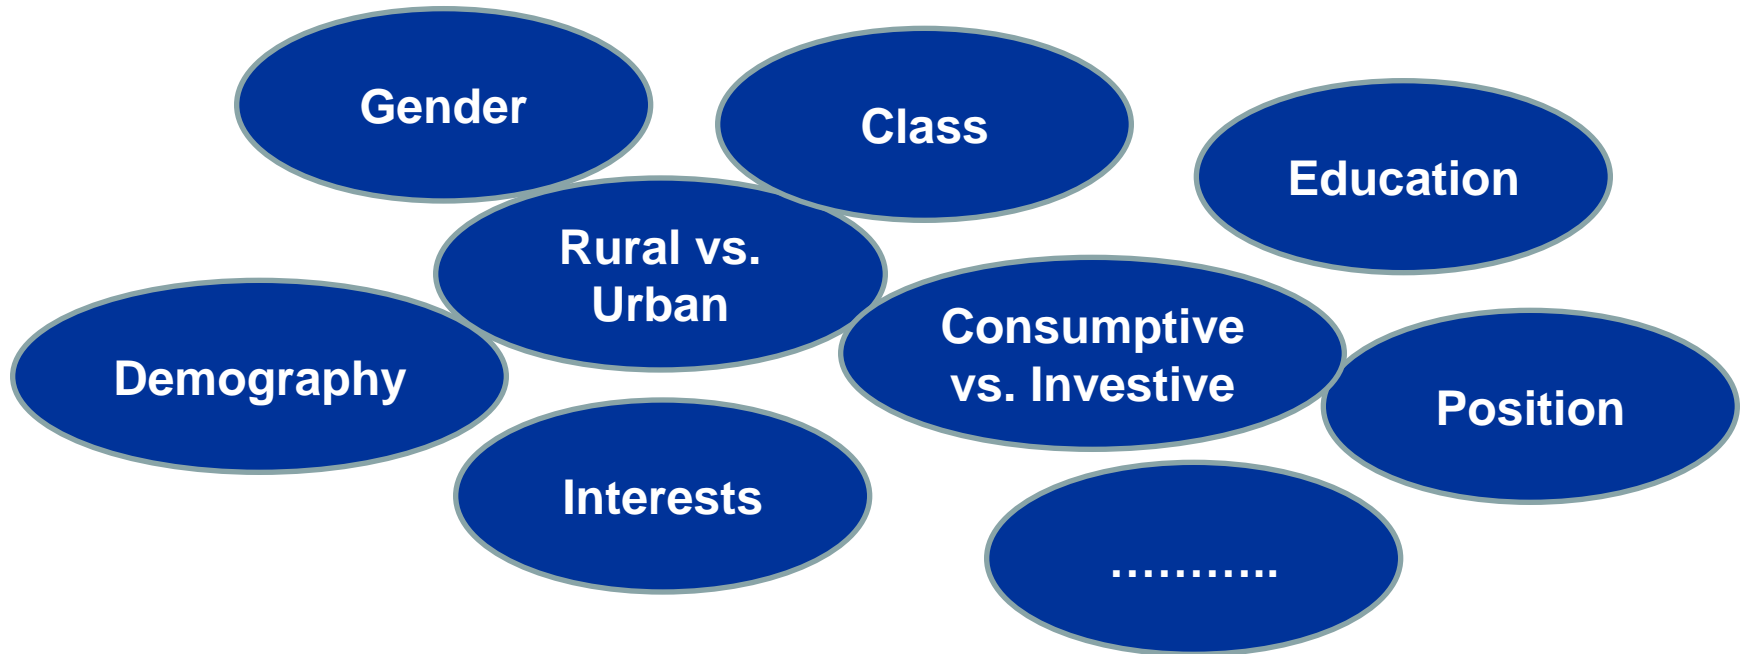 Gender
Class
Education
Rural vs.
Urban
Consumptive
vs. Investive
Demography
Position
Interests
………..